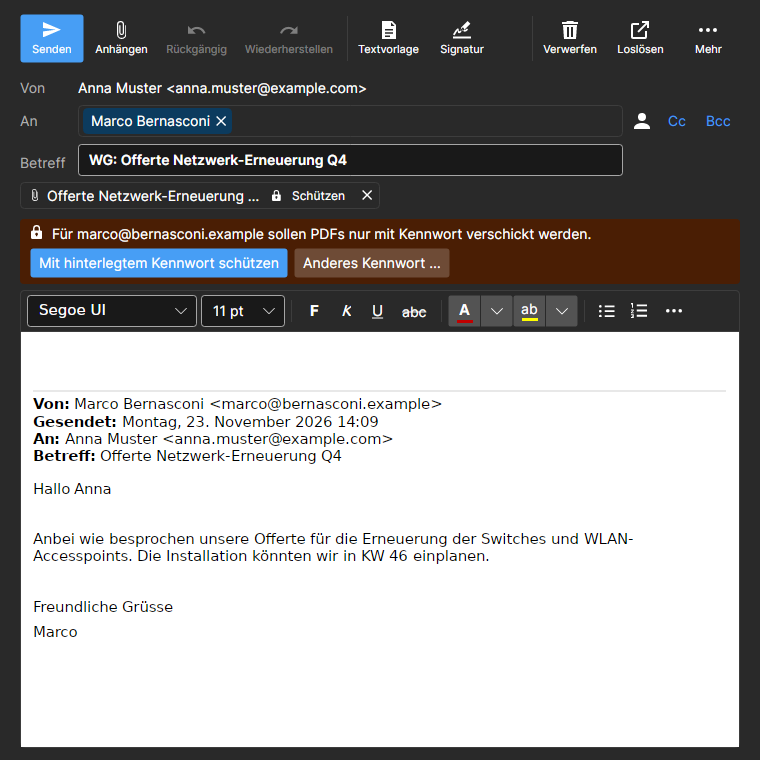 Senden Anhängen Rückgängig Wiederherstellen Textvorlage Signatur Verwerfen Loslösen Mehr
Von Anna Muster <anna.muster@example.com>
An Marco Bernasconi Cc Bcc
Betreff WG: Offerte Netzwerk-Erneuerung Q4
Offerte Netzwerk-Erneuerung ... Schützen
Für marco@bernasconi.example sollen PDFs nur mit Kennwort verschickt werden.
Mit hinterlegtem Kennwort schützen Anderes Kennwort ...
Segoe UI 11 pt F K U abc A ab
Von: Marco Bernasconi <marco@bernasconi.example>
Gesendet: Montag, 23. November 2026 14:09
An: Anna Muster <anna.muster@example.com>
Betreff: Offerte Netzwerk-Erneuerung Q4
Hallo Anna
Anbei wie besprochen unsere Offerte für die Erneuerung der Switches und WLAN-
Accesspoints. Die Installation könnten wir in KW 46 einplanen.
Freundliche Grüsse
Marco